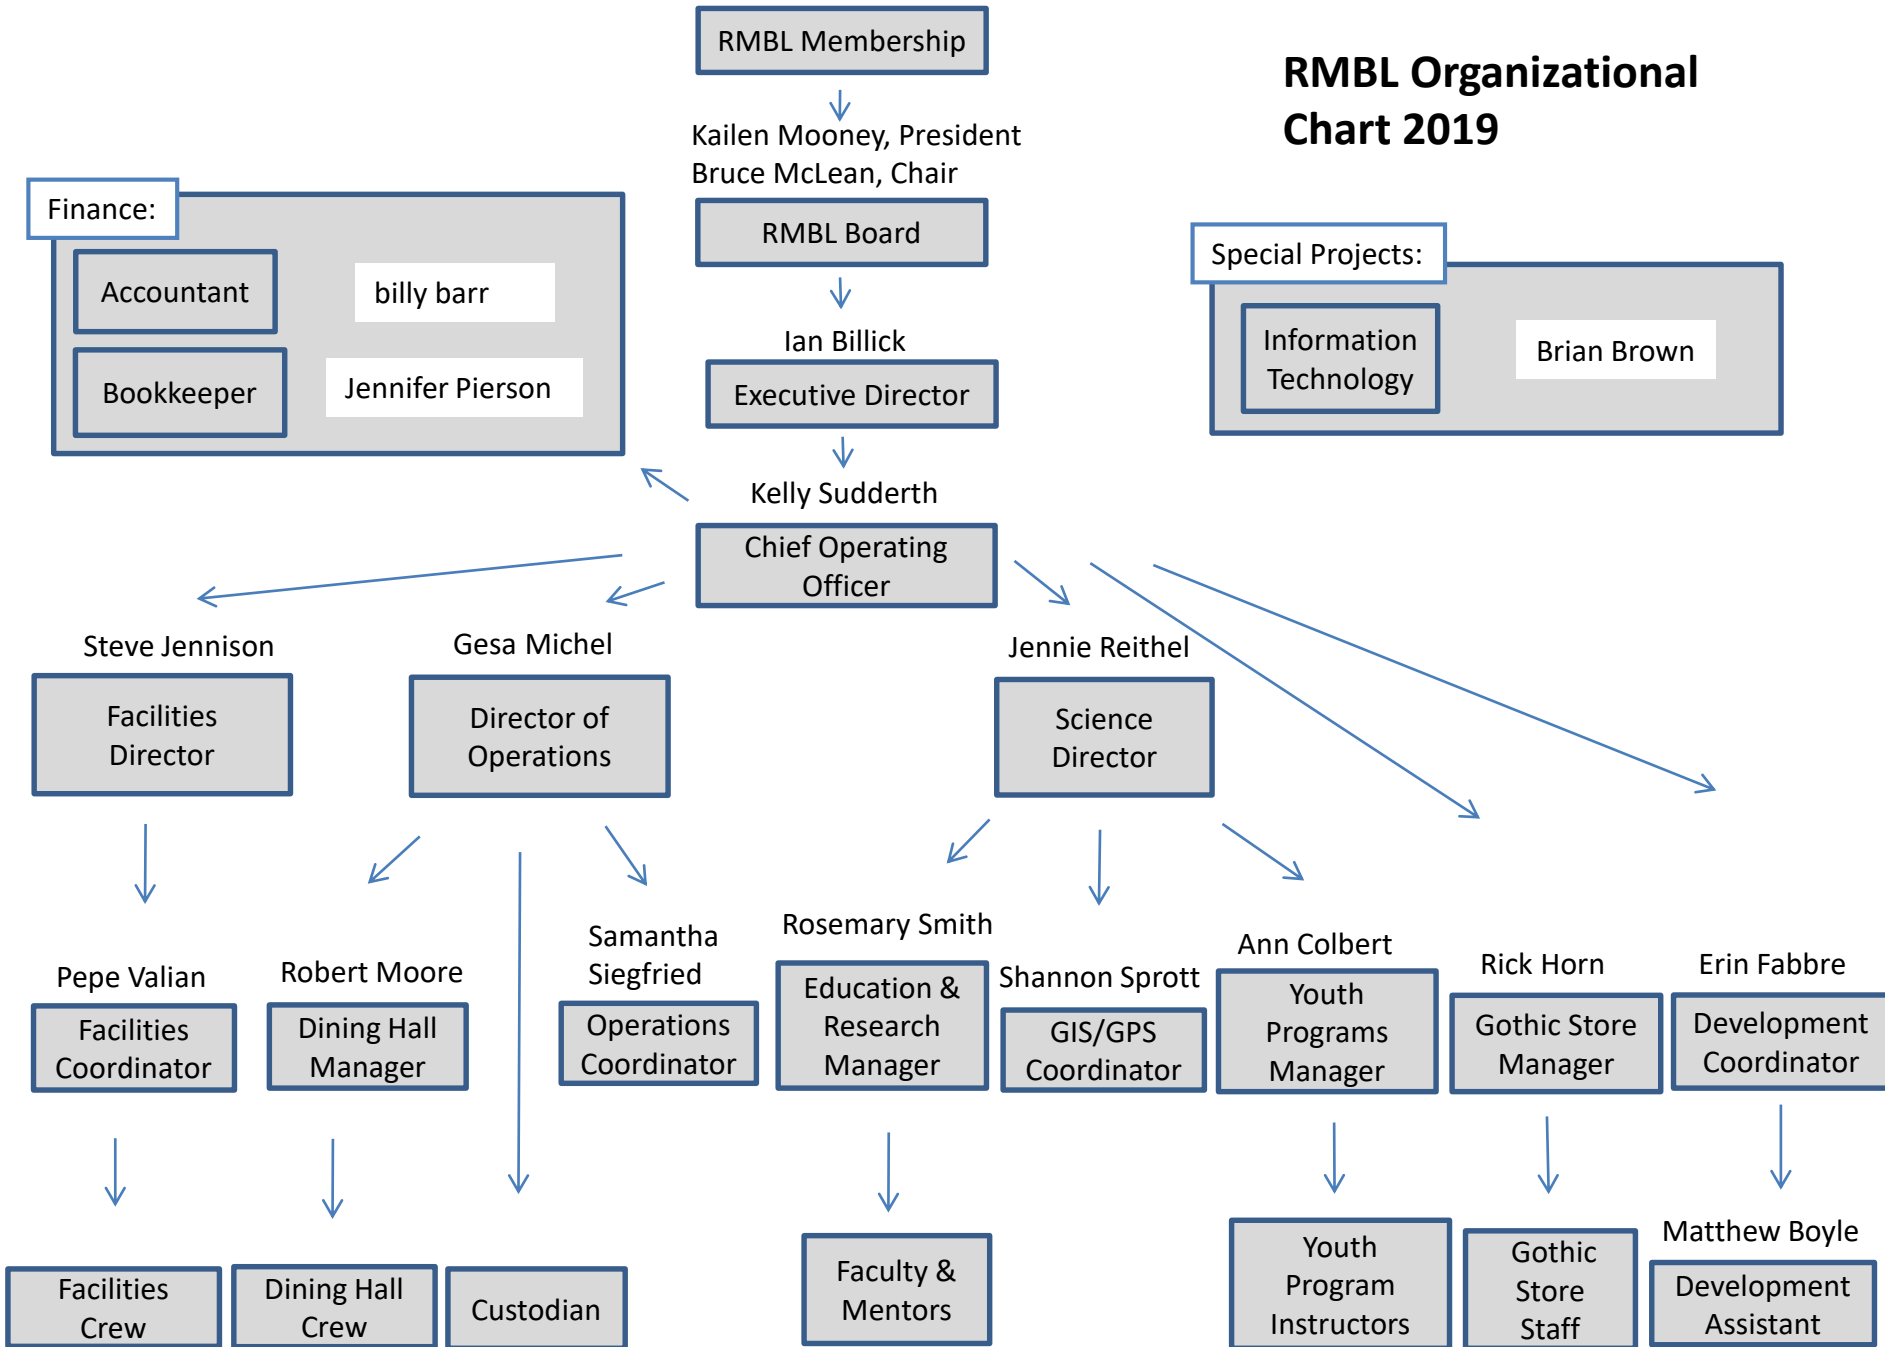 RMBL Membership
RMBL Organizational
Chart 2019
Kailen Mooney, President
Bruce McLean, Chair
RMBL Board
Finance:
Accountant
billy barr
Bookkeeper
Jennifer Pierson
Special Projects:
Information
Technology
Brian Brown
Ian Billick
Executive Director
Kelly Sudderth
Chief Operating
Officer
Steve Jennison
Facilities
Director
Gesa Michel
Director of
Operations
Jennie Reithel
Science
Director
Pepe Valian
Facilities
Coordinator
Robert Moore
Dining Hall
Manager
Samantha
Siegfried
Operations
Coordinator
Rosemary Smith
Education &
Research
Manager
Shannon Sprott
GIS/GPS
Coordinator
Ann Colbert
Youth
Programs
Manager
Rick Horn
Gothic Store
Manager
Erin Fabbre
Development
Coordinator
Facilities
Crew
Dining Hall
Crew
Custodian
Faculty &
Mentors
Youth
Program
Instructors
Gothic
Store
Staff
Matthew Boyle
Development
Assistant